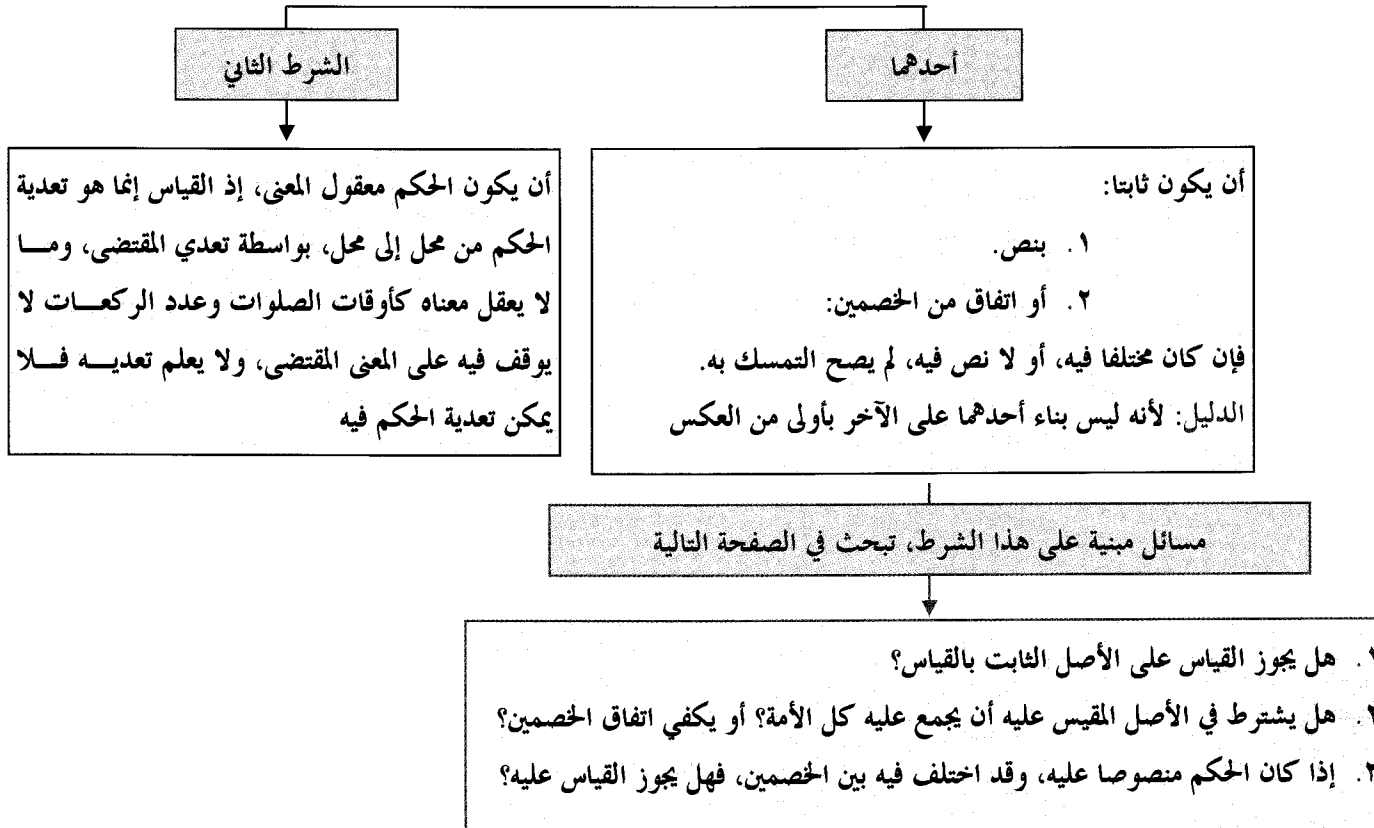 أحدهما
الشرط الثاني
أن يكون ثابتا:
١. بنص.
٢. أو اتفاق من الخصمين:
فإن كان مختلفا فيه، أو لا نص فيه، لم يصح التمسك به.
الدليل: لأنه ليس بناء أحدهما على الآخر بأولى من العكس
أن يكون الحكم معقول المعنى، إذ القياس إنما هو تعدية
الحكم من محل إلى محل، بواسطة تعدي المقتضى، وما
لا يعقل معناه كأوقات الصلوات وعدد الركعات لا
يوقف فيه على المعنى المقتضى، ولا يعلم تعديه فلا
يمكن تعدية الحكم فيه
مسائل مبنية على هذا الشرط، تبحث في الصفحة التالية
. هل يجوز القياس على الأصل الثابت بالقياس؟
. هل يشترط في الأصل المقيس عليه أن يجمع عليه كل الأمة؟ أو يكفي اتفاق الخصمين؟
. إذا كان الحكم منصوصا عليه، وقد اختلف فيه بين الخصمين، فهل يجوز القياس عليه؟